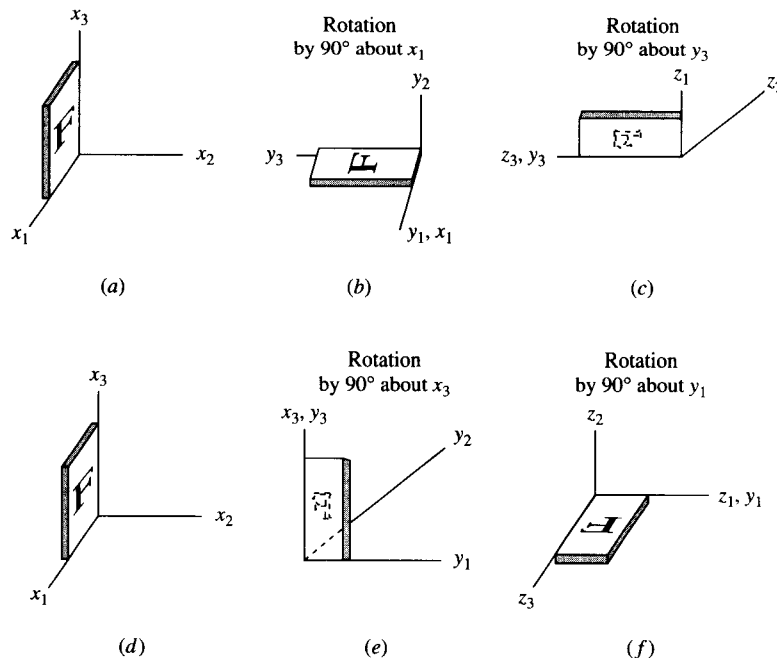 x3
F
x2
x1
(a)
Rotation
by 90° about x1
y2
y3
F
y1, x1
(b)
Rotation
by 90° about y3
z1
z3, y3
(c)
x3
F
x2
x1
(d)
Rotation
by 90° about x3
x3, y3
y2
y1
(e)
Rotation
by 90° about y1
z2
z1, y1
F
z3
(f)